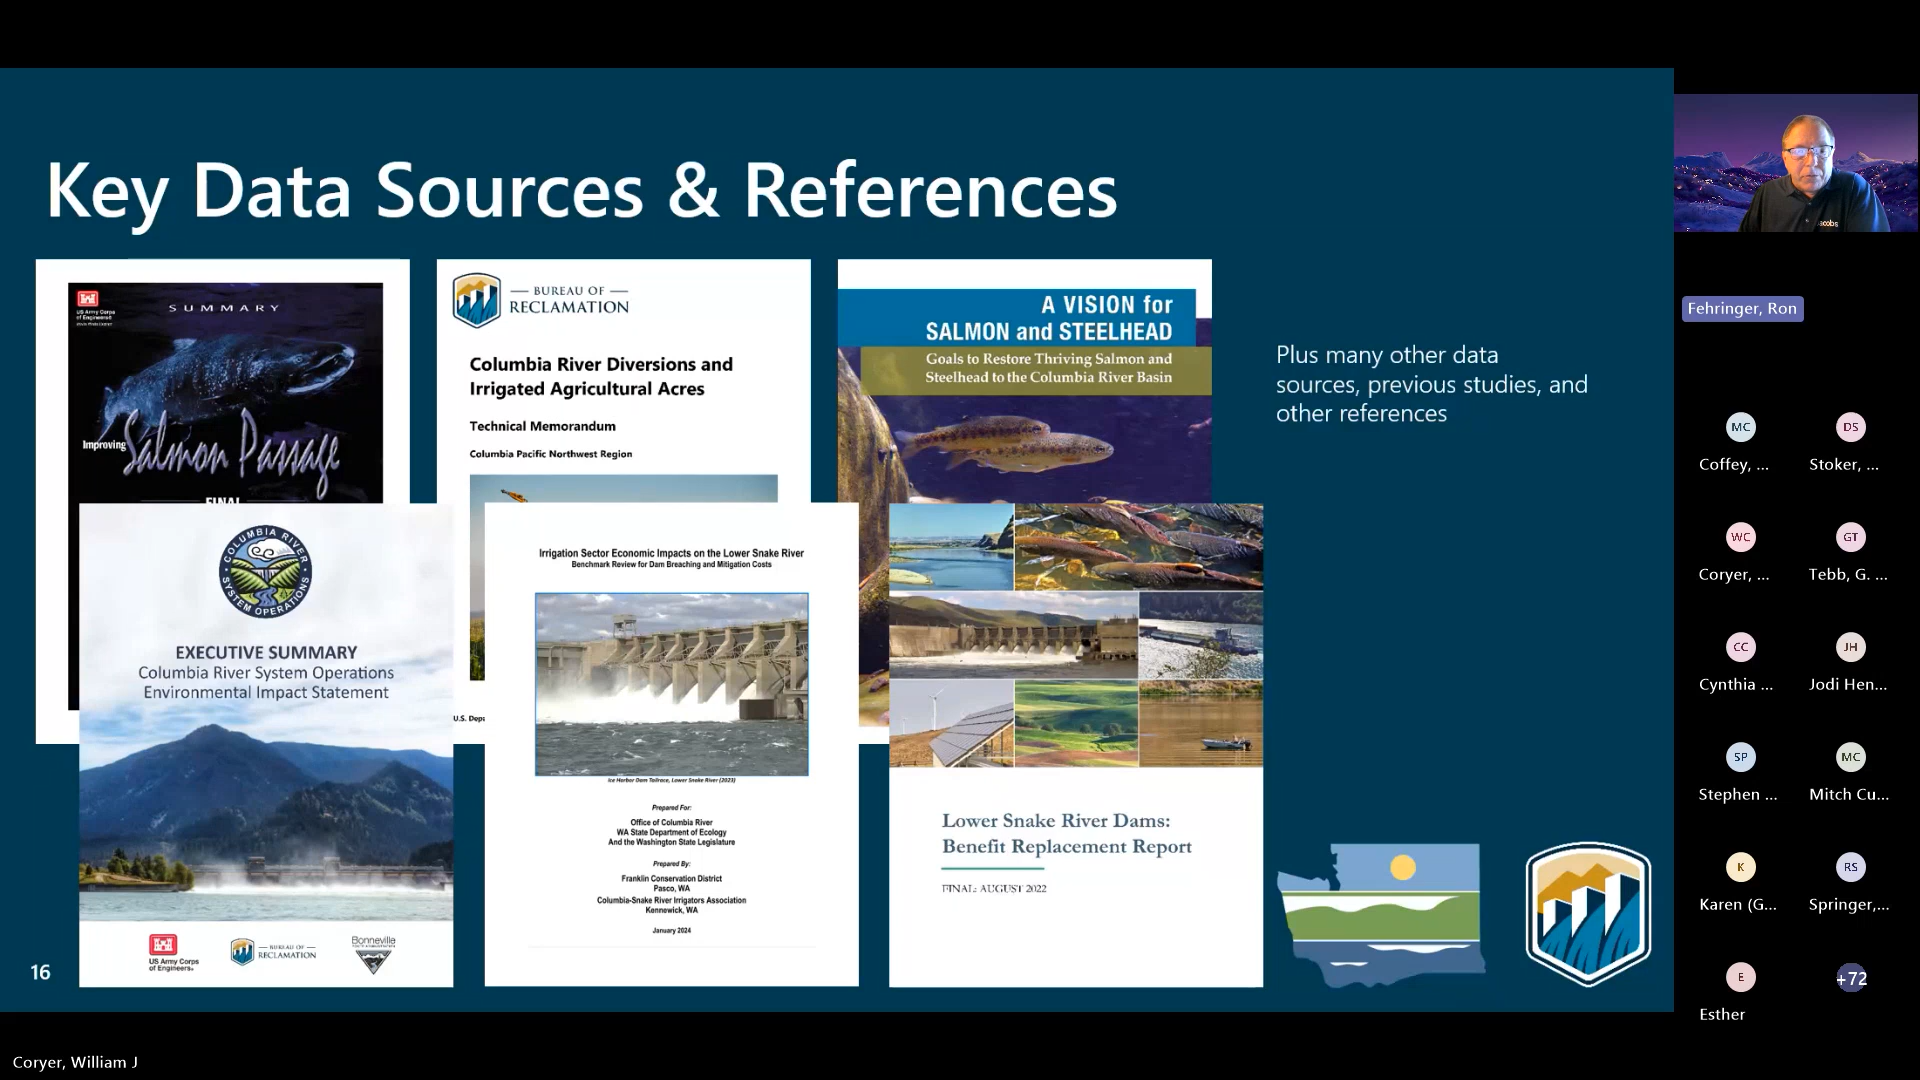 Key Data Sources & References
US Army Corps
of Engineers
SUMMARY
Improving
Salmon Passage
FINAL
BUREAU OF
RECLAMATION
Columbia River Diversions and
Irrigated Agricultural Acres
Technical Memorandum
Columbia Pacific Northwest Region
U.S. Depa
A VISION for
SALMON and STEELHEAD
Goals to Restore Thriving Salmon and
Steelhead to the Columbia River Basin
Plus many other data
sources, previous studies, and
other references
COLUMBIA RIVER
SYSTEM OPERATIONS
EXECUTIVE SUMMARY
Columbia River System Operations
Environmental Impact Statement
US Army Corps
of Engineers
BUREAU OF
RECLAMATION
Bonneville
Irrigation Sector Economic Impacts on the Lower Snake River
Benchmark Review for Dam Breaching and Mitigation Costs
Ice Harbor Dam Tailrace, Lower Snake River (2023)
Prepared For:
Office of Columbia River
WA State Department of Ecology
And the Washington State Legislature
Prepared By:
Franklin Conservation District
Pasco, WA
Columbia-Snake River Irrigators Association
Kennewick, WA
January 2024
Lower Snake River Dams:
Benefit Replacement Report
FINAL: AUGUST 2022
16
acobs
Fehringer, Ron
MC
Coffey, ...
DS
Stoker, ...
WC
Coryer, ...
GT
Tebb, G. ...
CC
Cynthia ...
JH
Jodi Hen...
SP
Stephen ...
MC
Mitch Cu...
K
Karen (G...
RS
Springer,...
E
Esther
+72
Coryer, William J